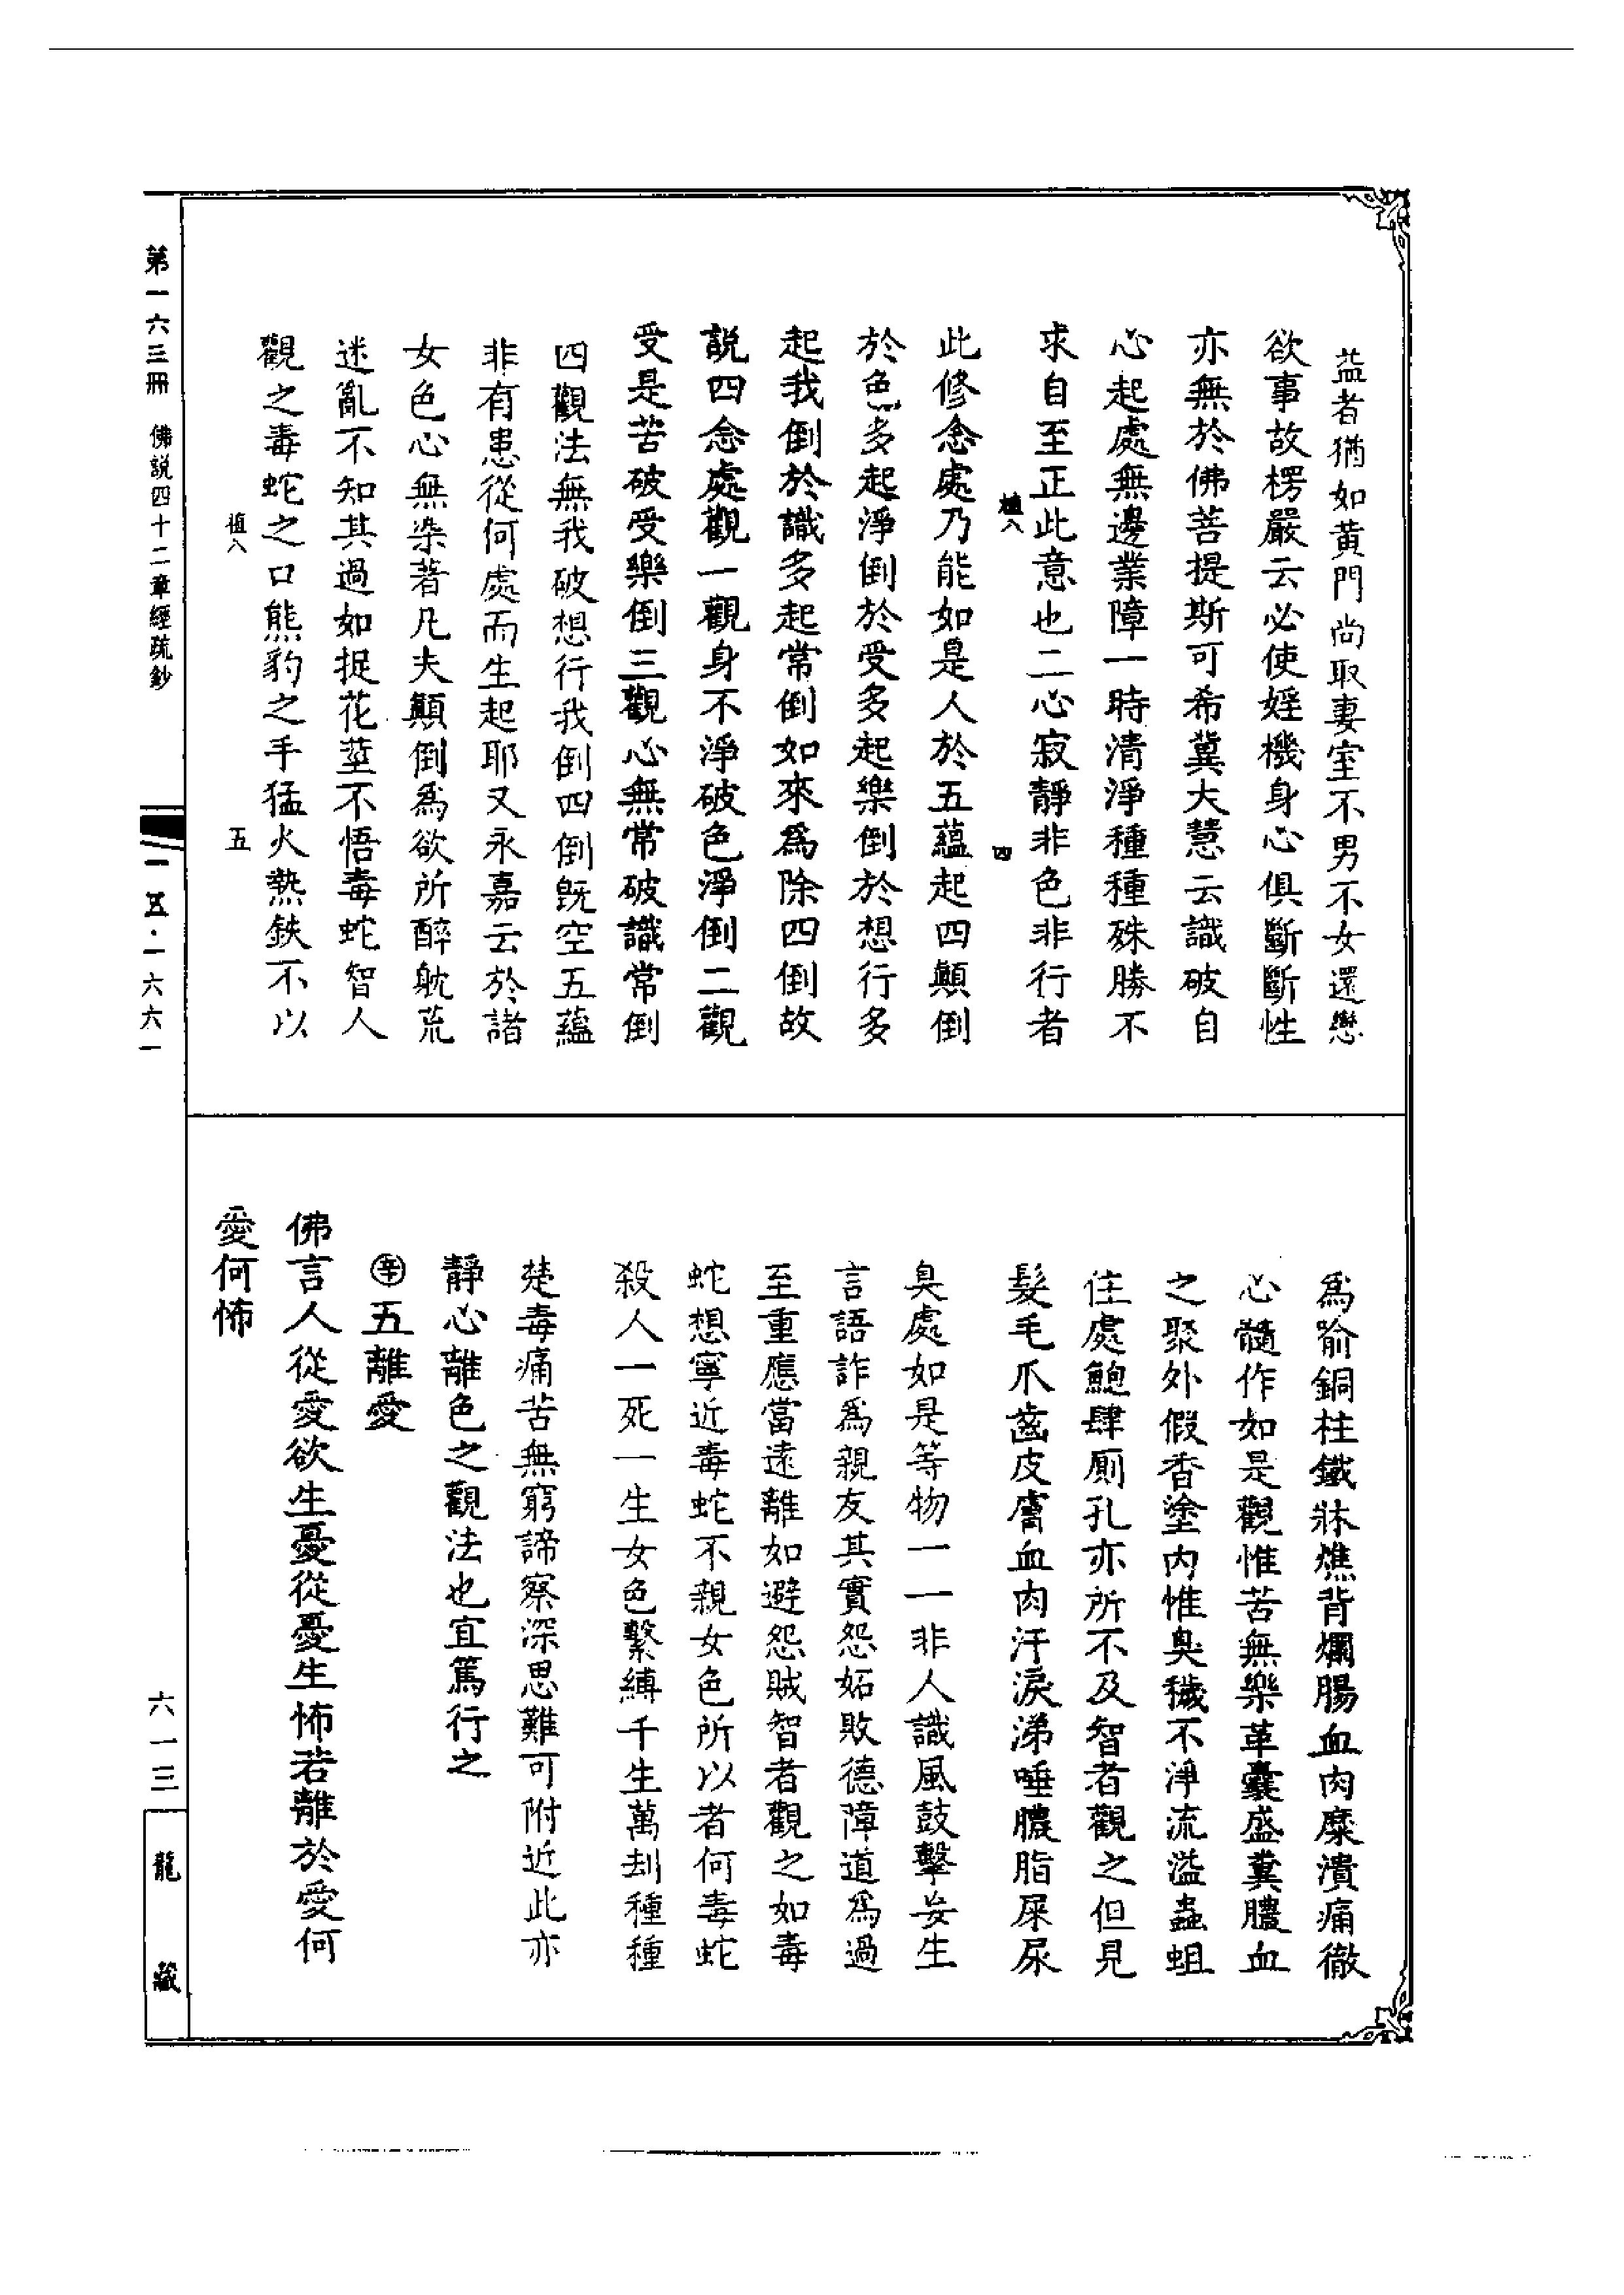 益者猶如黃門尚取妻室不男不女還戀
欲事故楞嚴云必使婬機身心俱斷斷性
亦無於佛菩提斯可希冀大慧云識破自
心起處無邊業障一時清淨種種殊勝不
求自至正此意也二心寂靜非色非行者
植八 四
此修念處乃能如是人於五蘊起四顛倒
於色多起淨倒於受多起樂倒於想行多
起我倒於識多起常倒如來爲除四倒故
說四念處觀一觀身不淨破色淨倒二觀
受是苦破受樂倒三觀心無常破識常倒
四觀法無我破想行我倒四倒旣空五蘊
非有患從何處而生起耶又永嘉云於諸
女色心無染著凡夫顛倒爲欲所醉躭荒
迷亂不知其過如捉花莖不悟毒蛇智人
觀之毒蛇之口熊豹之手猛火熱鉄不以
植八 五
爲喻銅柱鐵牀燋背爛腸血肉糜潰痛徹
心髓作如是觀惟苦無樂革囊盛糞膿血
之聚外假香塗內惟臭穢不淨流溢蟲蛆
住處鮑肆厠孔亦所不及智者觀之但見
髮毛爪齒皮膚血肉汗淚涕唾膿脂屎尿
臭處如是等物一一非人識風鼓擊妄生
言語詐爲親友其實怨妬敗德障道爲過
至重應當遠離如避怨賊智者觀之如毒
蛇想寧近毒蛇不親女色所以者何毒蛇
殺人一死一生女色繫縛千生萬刧種種
楚毒痛苦無窮諦察深思難可附近此亦
靜心離色之觀法也宜篤行之
㊛五離愛
佛言人從愛欲生憂從憂生怖若離於愛何
愛何怖
第一六三冊 佛說四十二章經疏鈔
一五·一六六一
六一三
龍藏